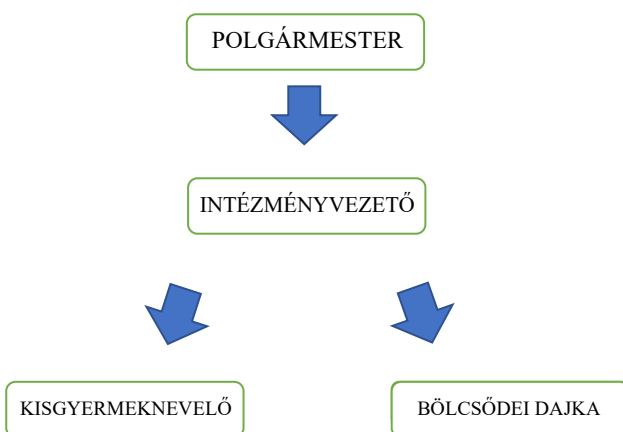 POLGÁRMESTER
INTÉZMÉNYVEZETŐ
KISGYERMEKNEVELŐ
BÖLCSŐDEI DAJKA